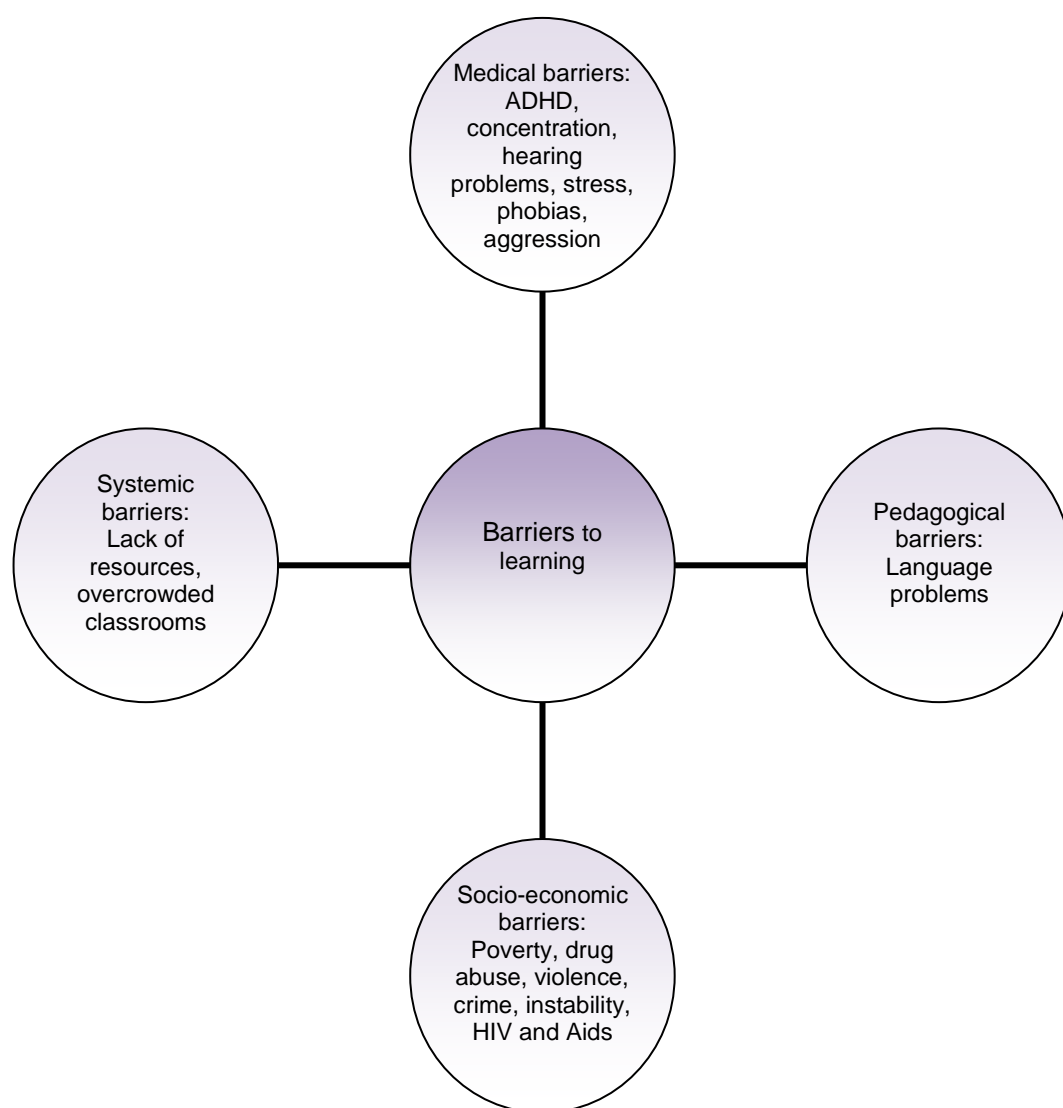 Medical barriers:
ADHD,
concentration,
hearing
problems, stress,
phobias,
aggression
Systemic
barriers:
Lack of
resources,
overcrowded
classrooms
Barriers to
learning
Pedagogical
barriers:
Language
problems
Socio-economic
barriers:
Poverty, drug
abuse, violence,
crime, instability,
HIV and Aids